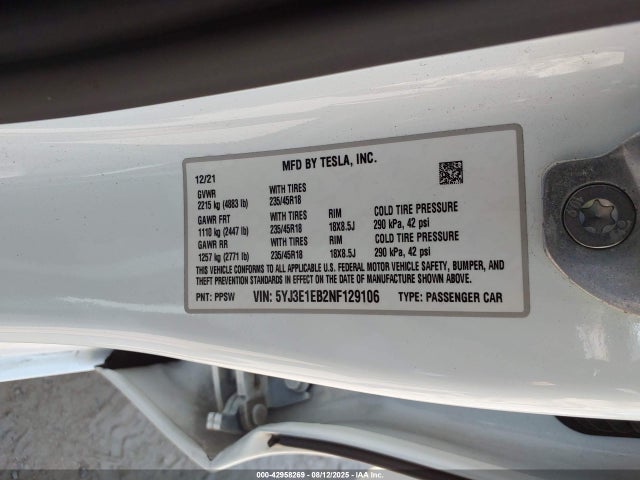 MFD BY TESLA, INC.
12/21
GVWR WITH TIRES
2215 kg (4883 lb) 235/45R18
GAWR FRT WITH TIRES RIM COLD TIRE PRESSURE
1110 kg (2447 lb) 235/45R18 18X8.5J 290 kPa, 42 psi
GAWR RR WITH TIRES RIM COLD TIRE PRESSURE
1257 kg (2771 lb) 235/45R18 18X8.5J 290 kPa, 42 psi
THIS VEHICLE CONFORMS TO ALL APPLICABLE U.S. FEDERAL MOTOR VEHICLE SAFETY, BUMPER, AND
THEFT PREVENTION STANDARDS IN EFFECT ON THE DATE OF MANUFACTURE SHOWN ABOVE.
PNT: PPSW VIN: 5YJ3E1EB2NF129106 TYPE: PASSENGER CAR
000-42958269 - 08/12/2025 - Copyright IAA, Inc.